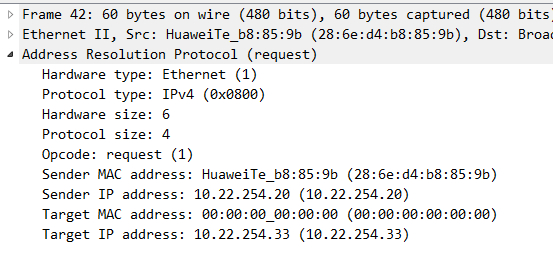 Frame 42: 60 bytes on wire (480 bits), 60 bytes captured (480 bits)
Ethernet II, Src: HuaweiTe_b8:85:9b (28:6e:d4:b8:85:9b), Dst: Broa
Address Resolution Protocol (request)
Hardware type: Ethernet (1)
Protocol type: IPv4 (0x0800)
Hardware size: 6
Protocol size: 4
Opcode: request (1)
Sender MAC address: HuaweiTe_b8:85:9b (28:6e:d4:b8:85:9b)
Sender IP address: 10.22.254.20 (10.22.254.20)
Target MAC address: 00:00:00_00:00:00 (00:00:00:00:00:00)
Target IP address: 10.22.254.33 (10.22.254.33)